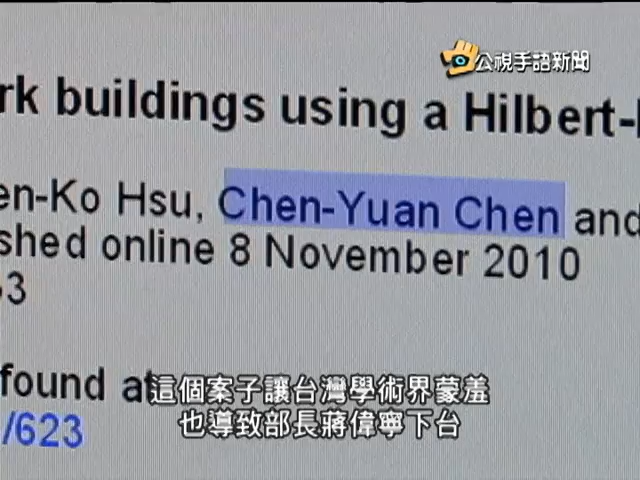 公視手語新聞
rk buildings using a Hilbert-
en-Ko Hsu, Chen-Yuan Chen and
shed online 8 November 2010
63
found at
/623
這個案子讓台灣學術界蒙羞
也導致部長蔣偉寧下台